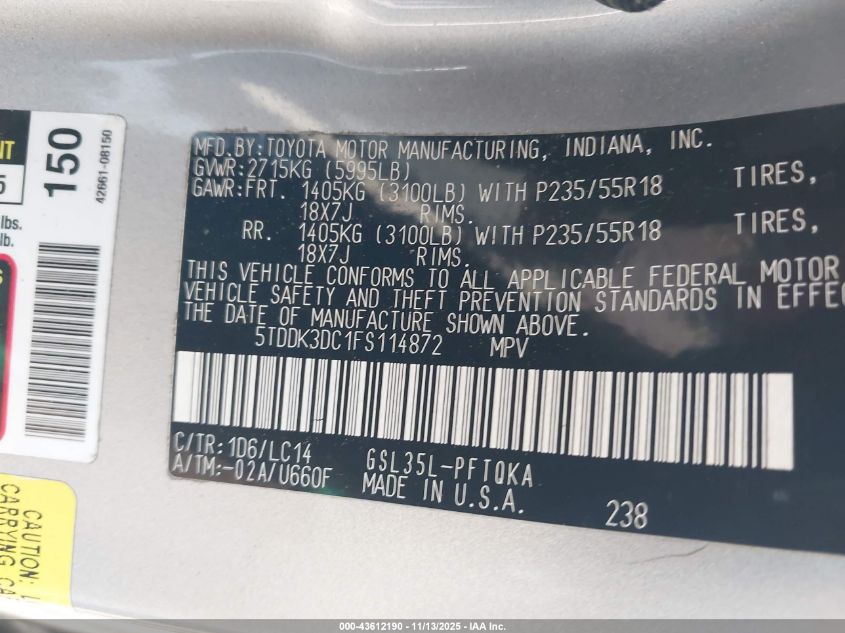 MFD.BY:TOYOTA MOTOR MANUFACTURING, INDIANA, INC.
GVWR:2715KG (5995LB)
GAWR:FRT. 1405KG (3100LB) WITH P235/55R18 TIRES,
18X7J RIMS.
RR. 1405KG (3100LB) WITH P235/55R18 TIRES,
18X7J RIMS.
THIS VEHICLE CONFORMS TO ALL APPLICABLE FEDERAL MOTOR
VEHICLE SAFETY AND THEFT PREVENTION STANDARDS IN EFFEC
THE DATE OF MANUFACTURE SHOWN ABOVE.
5TDDK3DC1FS114872 MPV
C/TR:1D6/LC14 GSL35L-PFTQKA
A/TM:-02A/U660F MADE IN U.S.A.
238
150
42661-08150
lbs.
lb.
CAUTION:
CARRYING
000-43612190 - 11/13/2025 - IAA Inc.